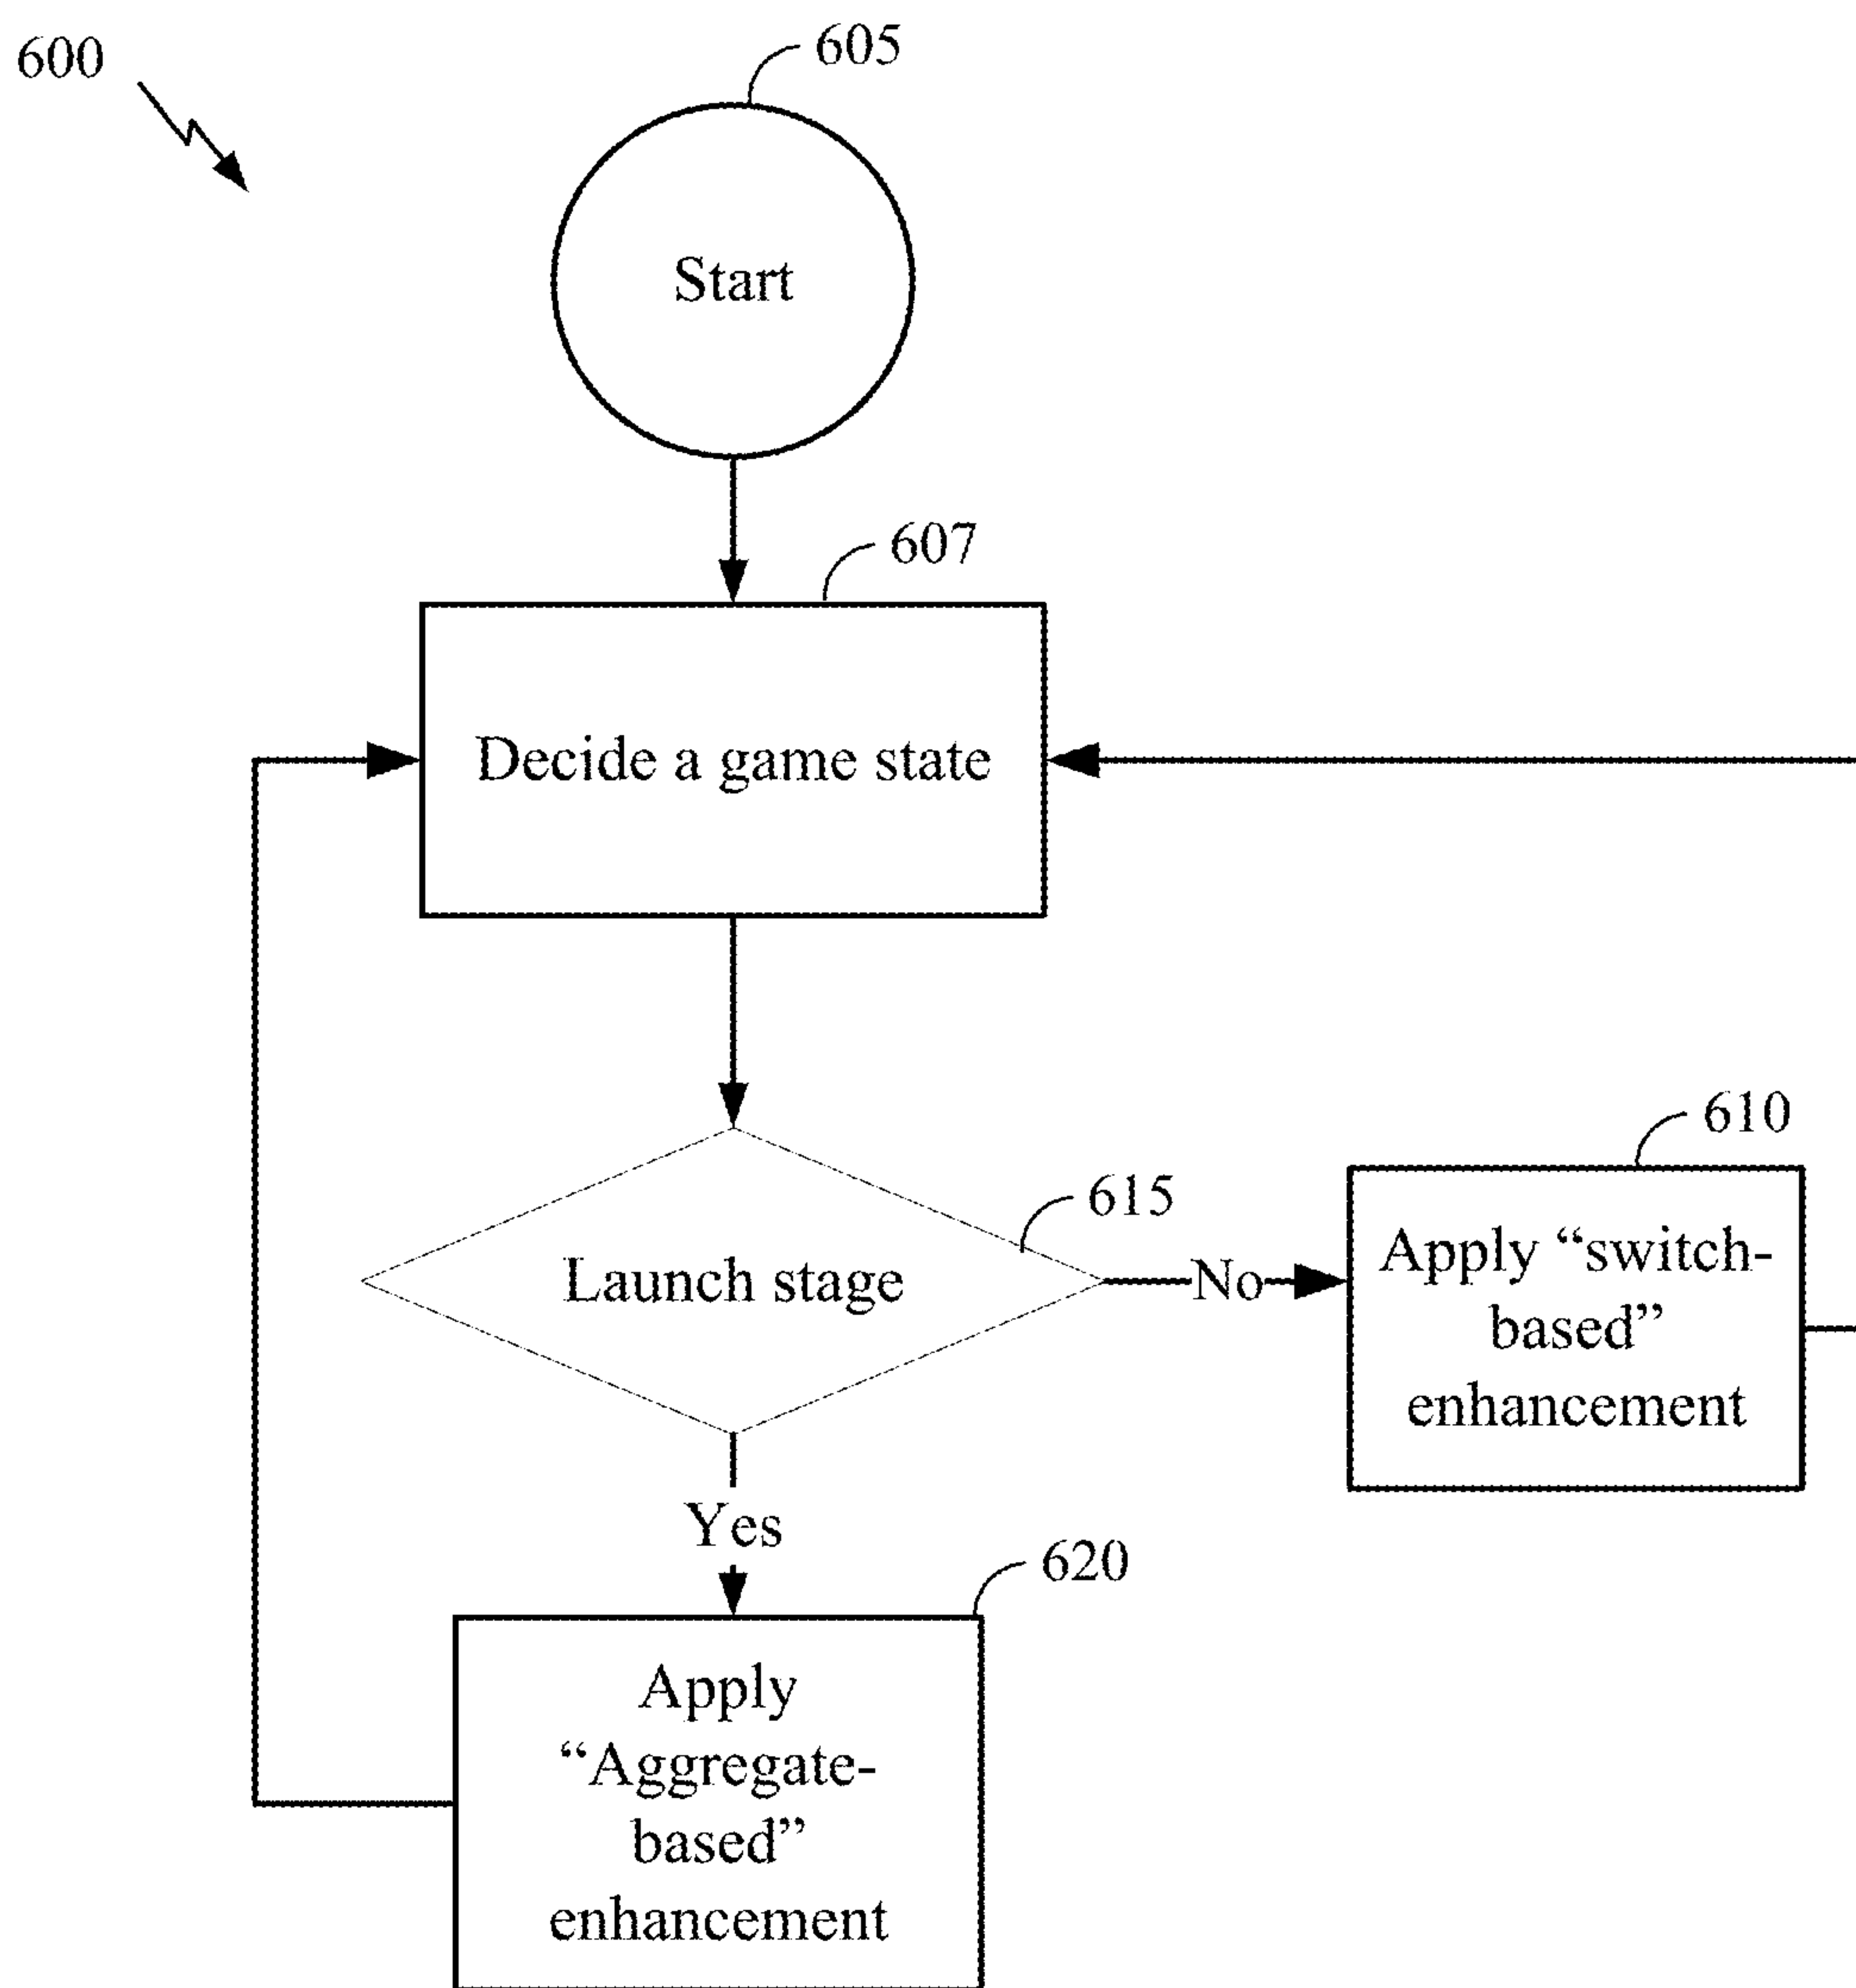 600
605
Start
607
Decide a game state
615
Launch stage
No
610
Apply “switch-
based”
enhancement
Yes
620
Apply
“Aggregate-
based”
enhancement